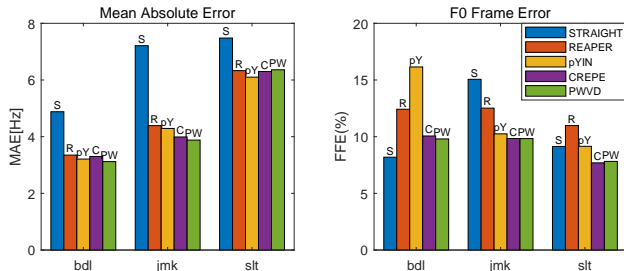 Mean Absolute Error
MAE[Hz]
8
6
4
2
0
S
R
pY
C
PW
S
R
pY
C
PW
S
R
pY
C
PW
bdl
jmk
slt
F0 Frame Error
FFE(%)
20
15
10
5
0
S
R
pY
C
PW
S
R
pY
C
PW
S
R
pY
C
PW
bdl
jmk
slt
STRAIGHT
REAPER
pYIN
CREPE
PWVD